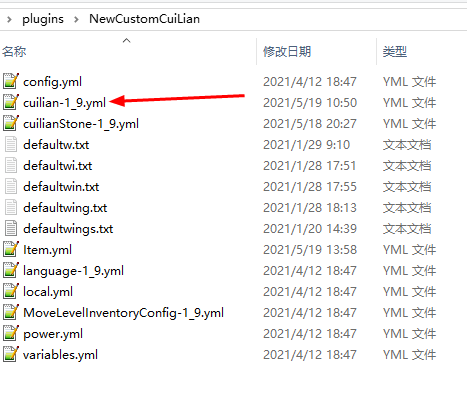 plugins > NewCustomCuiLian
名称 修改日期 类型
config.yml 2021/4/12 18:47 YML 文件
cuilian-1_9.yml 2021/5/19 10:50 YML 文件
cuilianStone-1_9.yml 2021/5/18 20:27 YML 文件
defaultw.txt 2021/1/29 9:10 文本文档
defaultwi.txt 2021/1/28 17:51 文本文档
defaultwin.txt 2021/1/28 17:55 文本文档
defaultwing.txt 2021/1/28 18:13 文本文档
defaultwings.txt 2021/1/20 14:39 文本文档
Item.yml 2021/5/19 13:58 YML 文件
language-1_9.yml 2021/4/12 18:47 YML 文件
local.yml 2021/4/12 18:47 YML 文件
MoveLevelInventoryConfig-1_9.yml 2021/4/12 18:47 YML 文件
power.yml 2021/4/12 18:47 YML 文件
variables.yml 2021/4/12 18:47 YML 文件